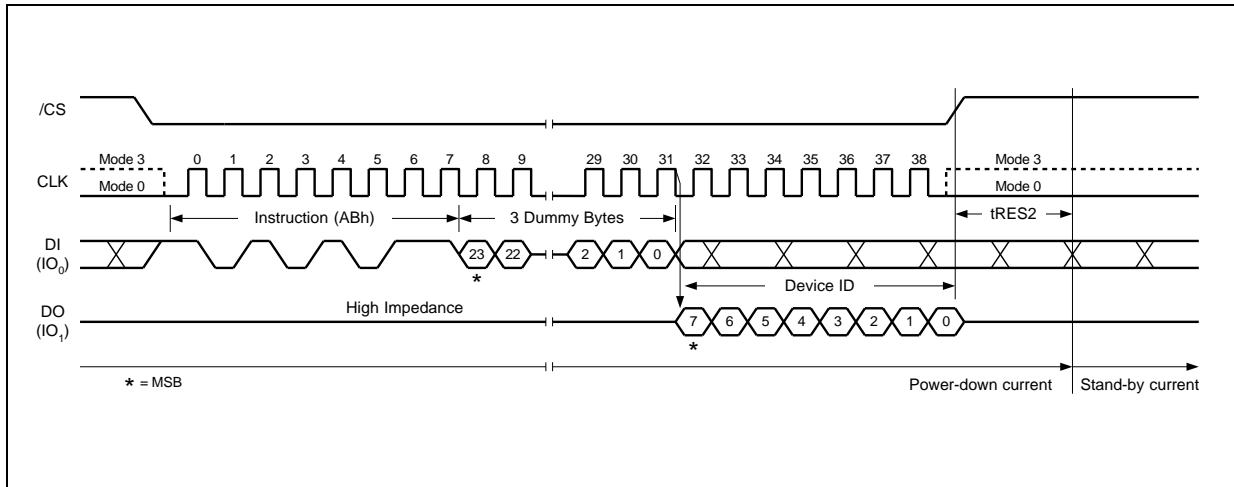 /CS
Mode 3 0 1 2 3 4 5 6 7 8 9 29 30 31 32 33 34 35 36 37 38 Mode 3
CLK Mode 0 Mode 0
Instruction (ABh) 3 Dummy Bytes tRES2
DI
(IO0) 23 22 2 1 0
* Device ID
DO High Impedance
(IO1) 7 6 5 4 3 2 1 0
*
* = MSB Power-down current Stand-by current